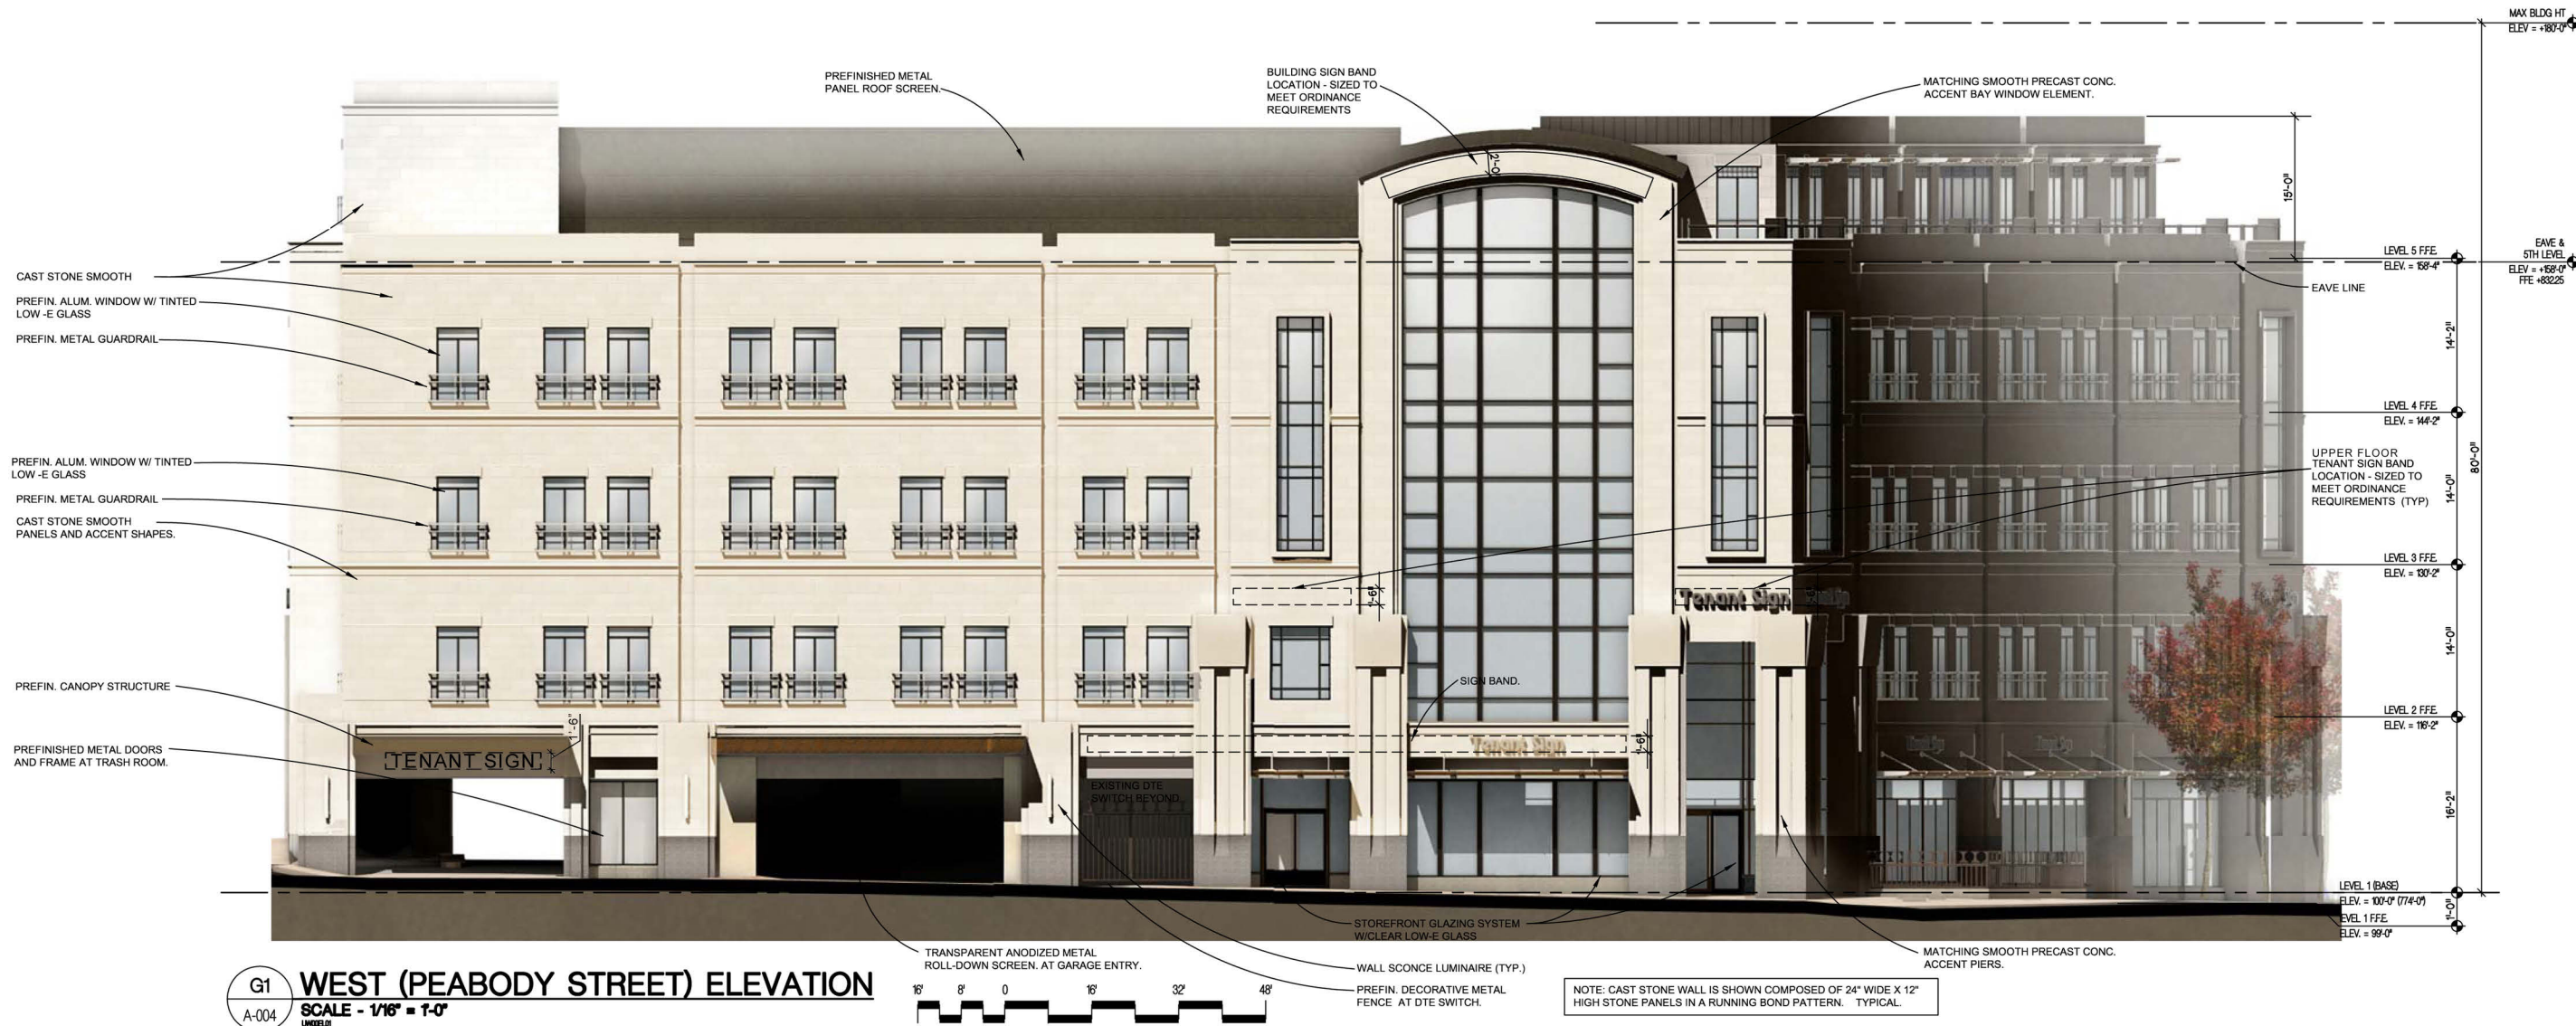 MAX BLDG HT
ELEV = +180'-0"
PREFINISHED METAL
PANEL ROOF SCREEN.
BUILDING SIGN BAND
LOCATION - SIZED TO
MEET ORDINANCE
REQUIREMENTS
MATCHING SMOOTH PRECAST CONC.
ACCENT BAY WINDOW ELEMENT.
2'-0"
15'-0"
CAST STONE SMOOTH
PREFIN. ALUM. WINDOW W/ TINTED
LOW -E GLASS
PREFIN. METAL GUARDRAIL
PREFIN. ALUM. WINDOW W/ TINTED
LOW -E GLASS
PREFIN. METAL GUARDRAIL
CAST STONE SMOOTH
PANELS AND ACCENT SHAPES.
PREFIN. CANOPY STRUCTURE
PREFINISHED METAL DOORS
AND FRAME AT TRASH ROOM.
LEVEL 5 F.F.E.
ELEV. = 158'-4"
EAVE &
5TH LEVEL
ELEV = +158'-0"
FFE +832.25
EAVE LINE
14'-2"
LEVEL 4 F.F.E.
ELEV. = 144'-2"
80'-0"
UPPER FLOOR
TENANT SIGN BAND
LOCATION - SIZED TO
MEET ORDINANCE
REQUIREMENTS (TYP)
14'-0"
LEVEL 3 F.F.E.
ELEV. = 130'-2"
1'-6"
Tenant Sign
14'-0"
SIGN BAND.
LEVEL 2 F.F.E.
ELEV. = 116'-2"
1'-6"
TENANT SIGN
Tenant Sign
1'-6"
EXISTING DTE
SWITCH BEYOND
16'-2"
LEVEL 1 (BASE)
ELEV. = 100'-0" (774'-0")
1'-0"
LEVEL 1 F.F.E.
ELEV. = 99'-0"
STOREFRONT GLAZING SYSTEM
W/CLEAR LOW-E GLASS
TRANSPARENT ANODIZED METAL
ROLL-DOWN SCREEN. AT GARAGE ENTRY.
WALL SCONCE LUMINAIRE (TYP.)
PREFIN. DECORATIVE METAL
FENCE AT DTE SWITCH.
MATCHING SMOOTH PRECAST CONC.
ACCENT PIERS.
NOTE: CAST STONE WALL IS SHOWN COMPOSED OF 24" WIDE X 12"
HIGH STONE PANELS IN A RUNNING BOND PATTERN. TYPICAL.
G1
A-004
WEST (PEABODY STREET) ELEVATION
SCALE - 1/16" = 1'-0"
16' 8' 0 16' 32' 48'